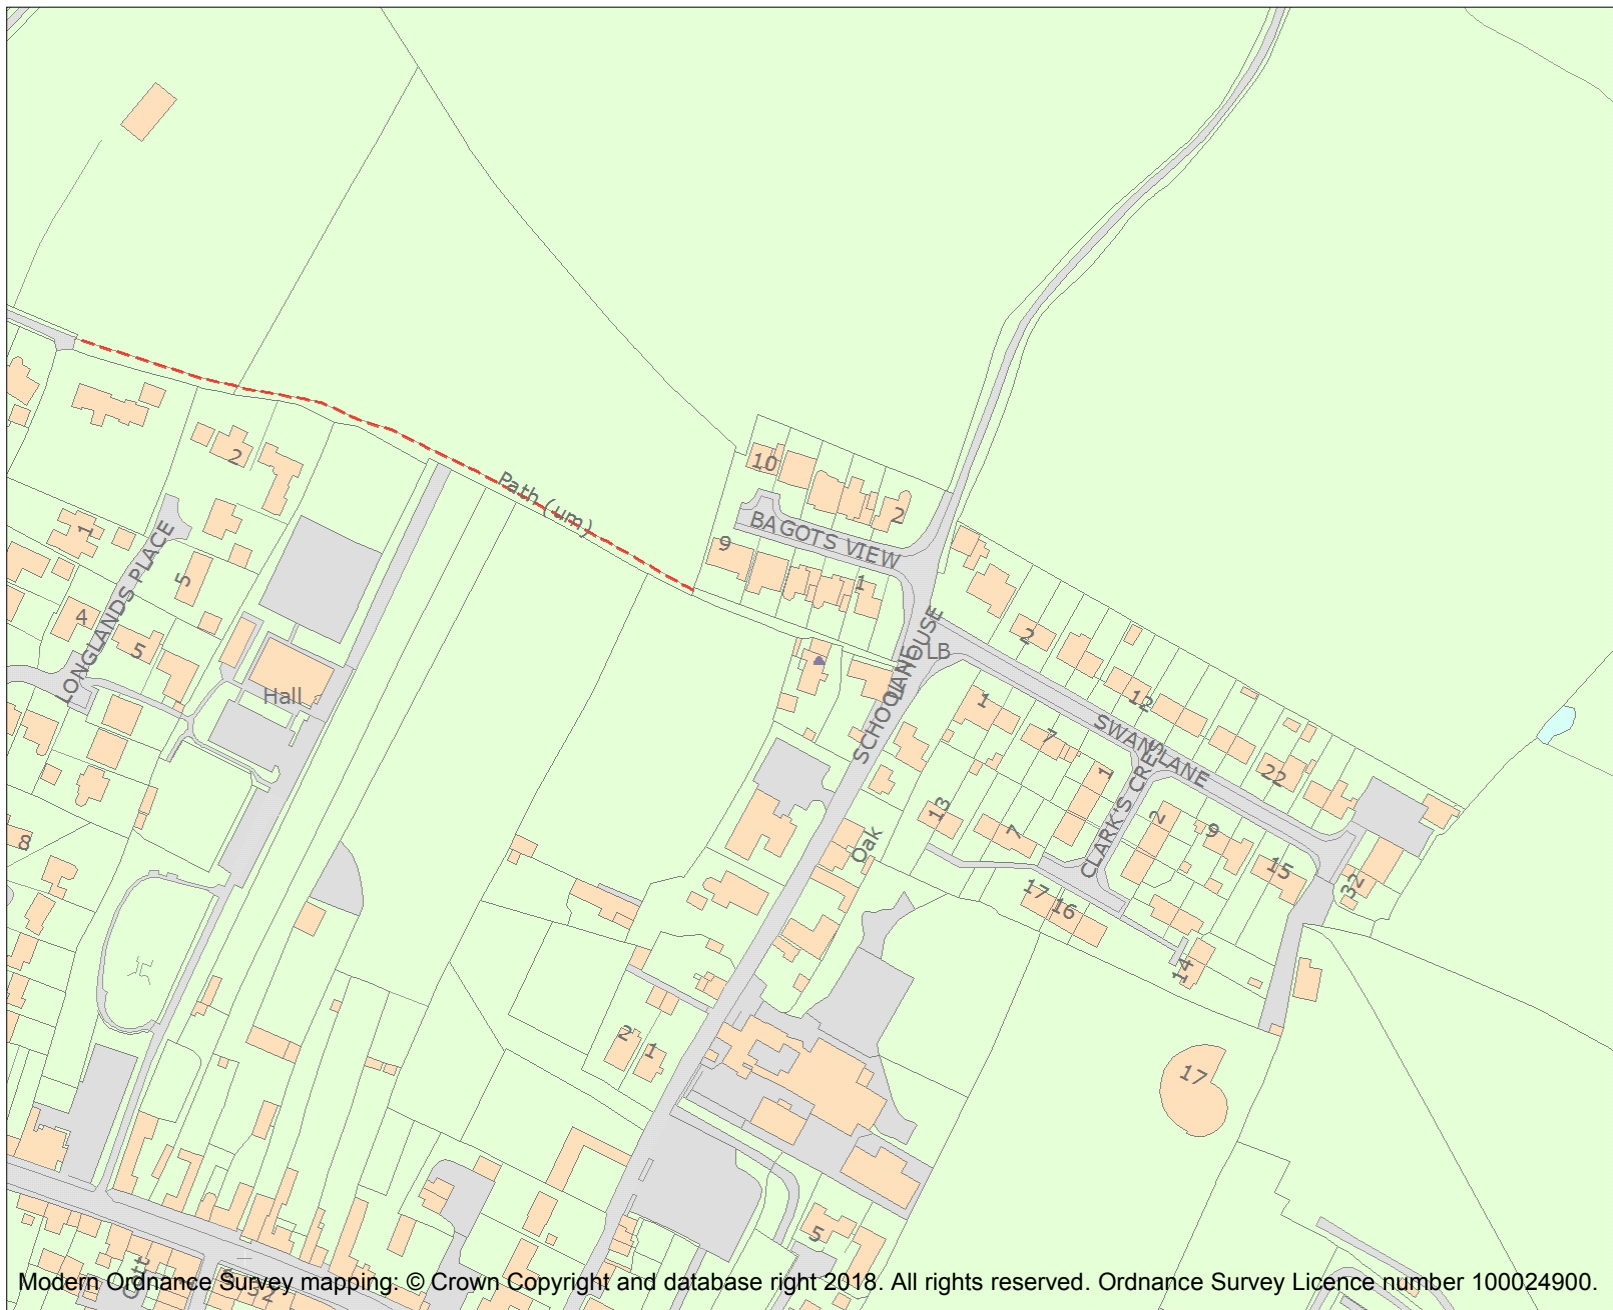 10
2
BAGOTS VIEW
9
1
Path (um)
2
1
LONGLANDS PLACE
5
4
5
Hall
LB
SCHOOL
LANE
HOUSE
2
12
SWAN LANE
22
1
7
1
CLARK'S CRES
2
9
15
32
13
7
Oak
17
16
14
8
17
2
1
5
52
Modern Ordnance Survey mapping: © Crown Copyright and database right 2018. All rights reserved. Ordnance Survey Licence number 100024900.